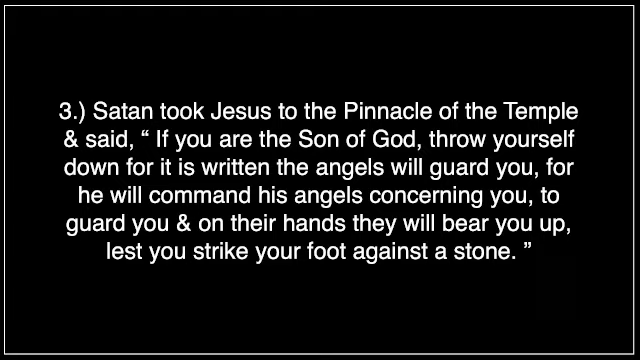 3.) Satan took Jesus to the Pinnacle of the Temple
& said, “ If you are the Son of God, throw yourself
down for it is written the angels will guard you, for
he will command his angels concerning you, to
guard you & on their hands they will bear you up,
lest you strike your foot against a stone. ”